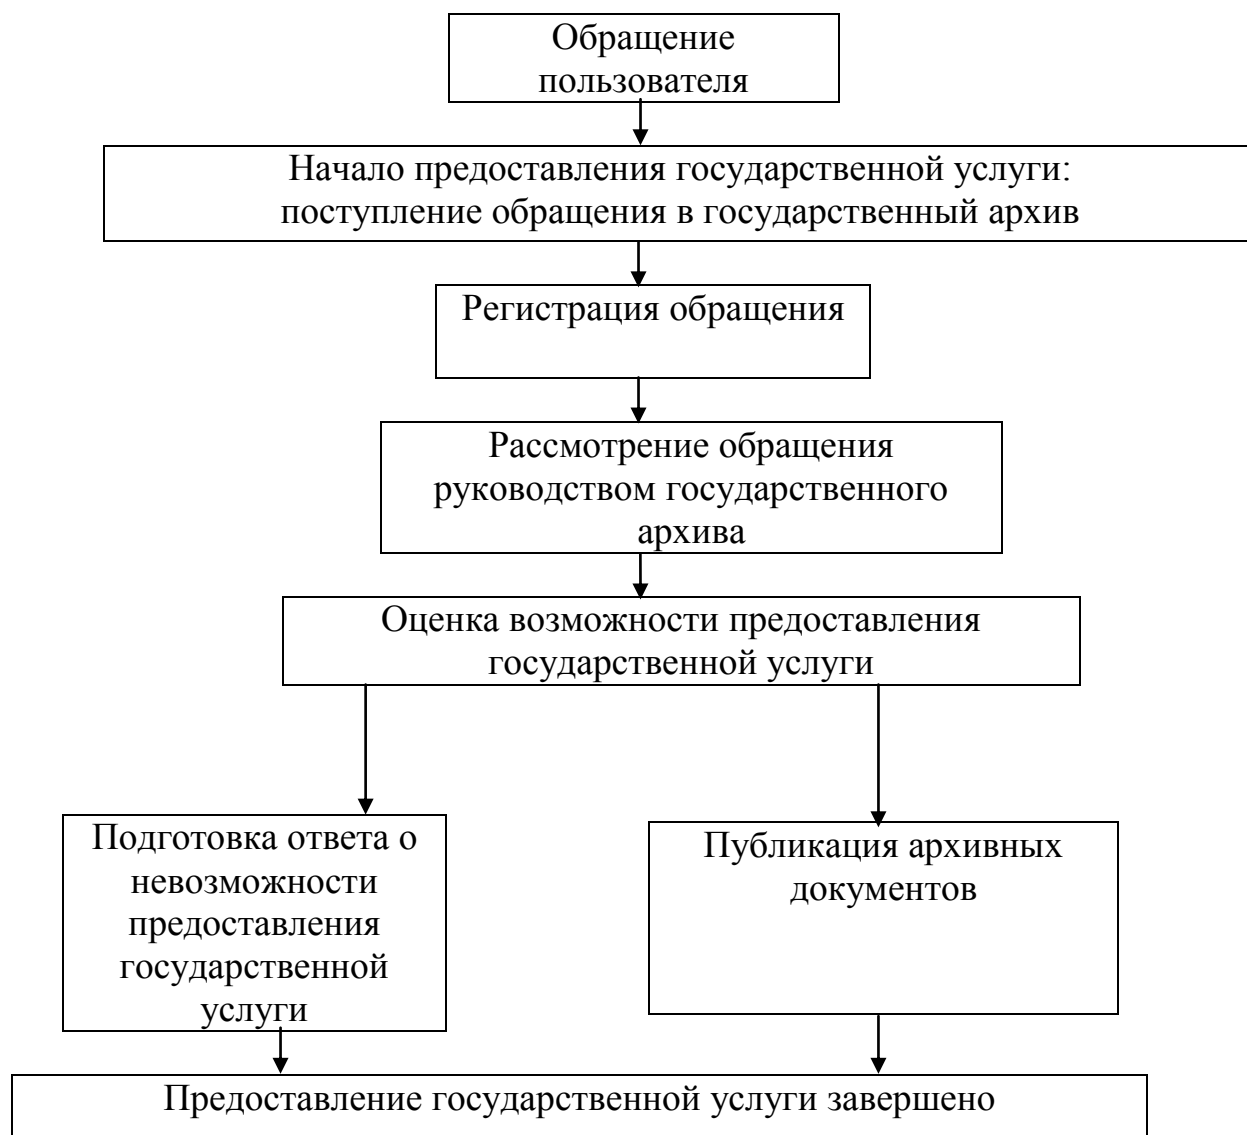 Обращение
пользователя
Начало предоставления государственной услуги:
поступление обращения в государственный архив
Регистрация обращения
Рассмотрение обращения
руководством государственного
архива
Оценка возможности предоставления
государственной услуги
Подготовка ответа о
невозможности
предоставления
государственной
услуги
Публикация архивных
документов
Предоставление государственной услуги завершено